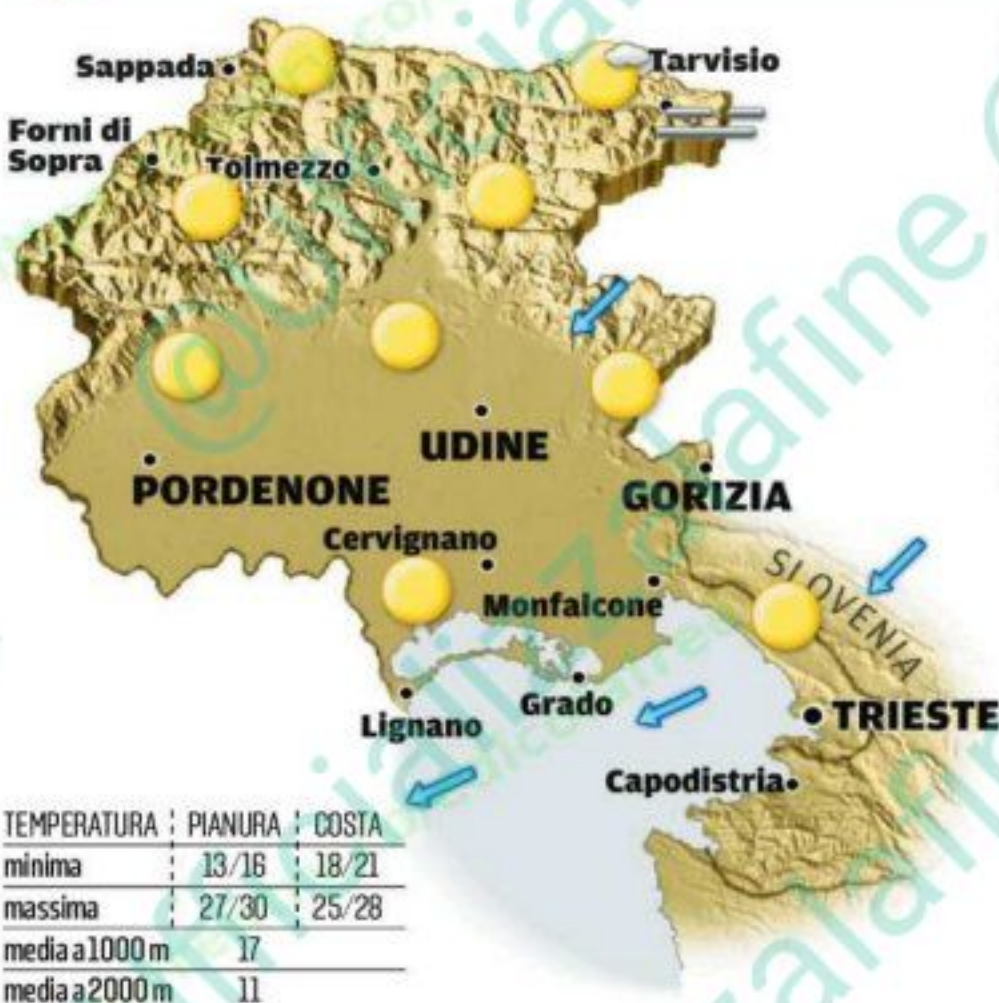 Sappada
Tarvisio
Forni di
Sopra
Tolmezzo
UDINE
PORDENONE
GORIZIA
Cervignano
SLOVENIA
Monfalcone
Grado
Lignano
TRIESTE
Capodistria
TEMPERATURA PIANURA COSTA
minima 13/16 18/21
massima 27/30 25/28
media a 1000 m 17
media a 2000 m 11